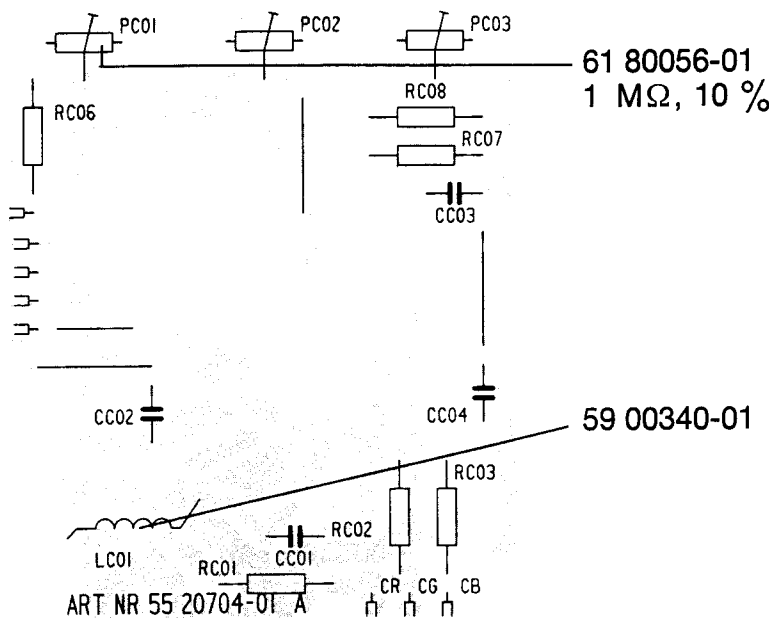 PC01
PC02
PC03
61 80056-01
1 MΩ, 10 %
RC08
RC06
RC07
CC03
CC02
CC04
59 00340-01
RC03
RC02
LC01
CC01
RC01
CR CG CB
ART NR 55 20704-01 A